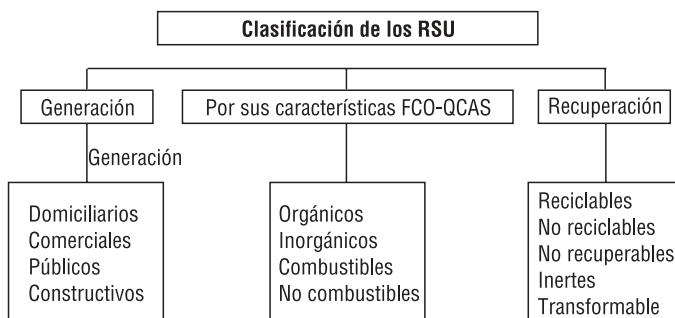 Clasificación de los RSU
Generación
Por sus características FCO-QCAS
Recuperación
Generación
Domiciliarios
Comerciales
Públicos
Constructivos
Orgánicos
Inorgánicos
Combustibles
No combustibles
Reciclables
No reciclables
No recuperables
Inertes
Transformable